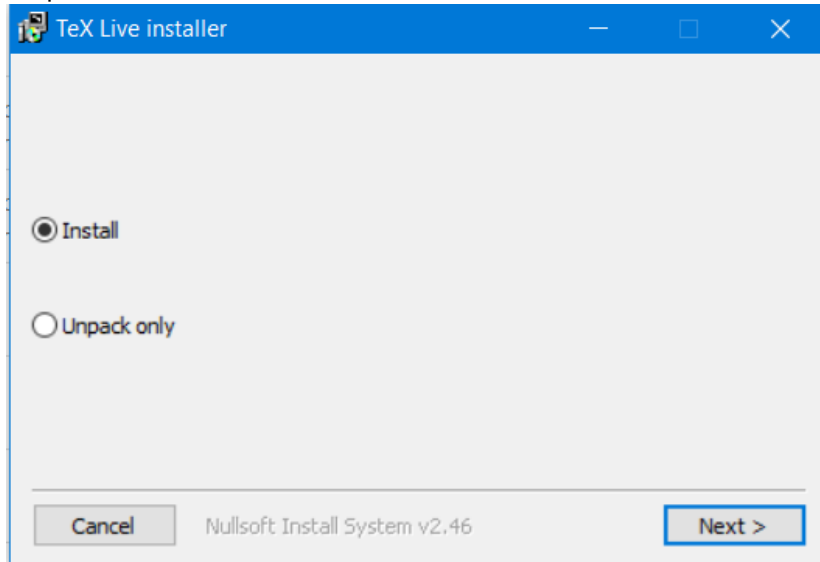 TeX Live installer
Install
Unpack only
Cancel
Nullsoft Install System v2.46
Next >